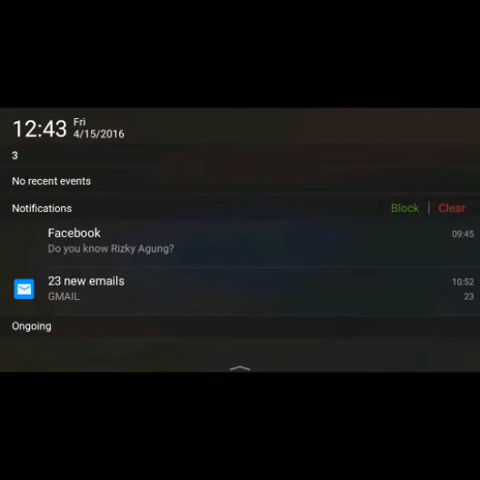 12:43 Fri
4/15/2016
3
No recent events
Notifications Block | Clear
Facebook 09:45
Do you know Rizky Agung?
23 new emails 10:52
GMAIL 23
Ongoing